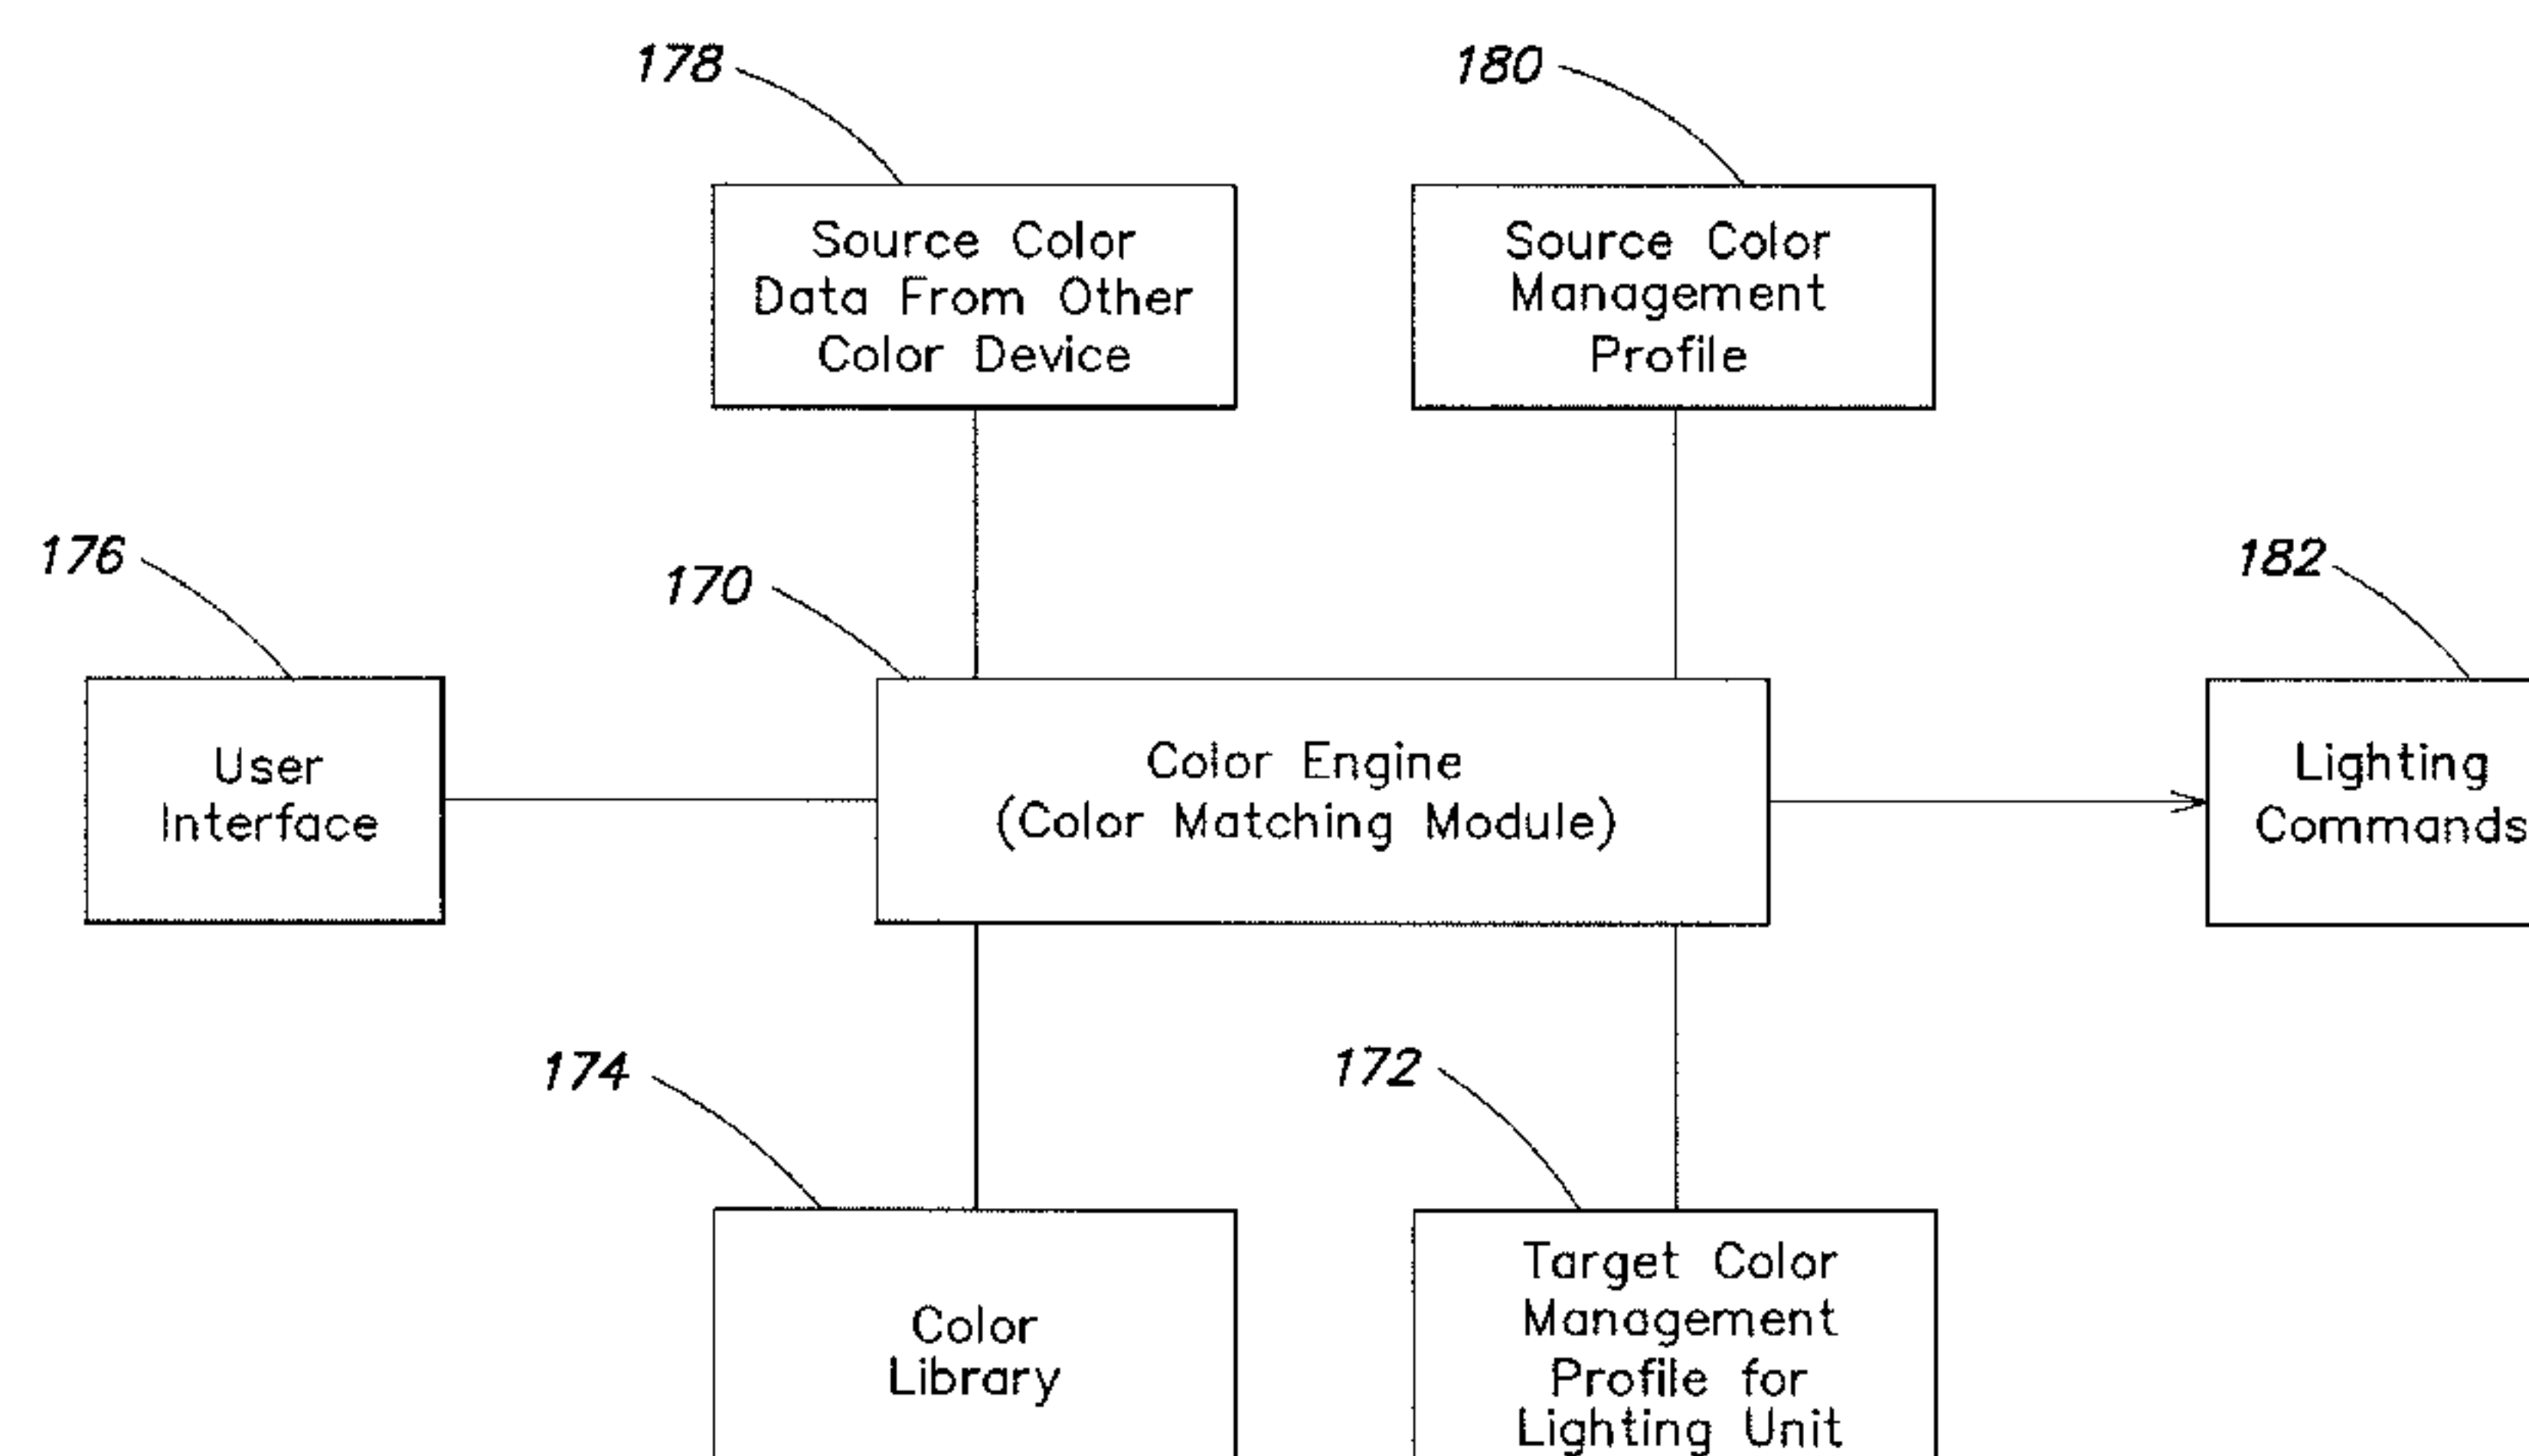 178
180
Source Color
Data From Other
Color Device
Source Color
Management
Profile
176
170
182
User
Interface
Color Engine
(Color Matching Module)
Lighting
Commands
174
172
Color
Library
Target Color
Management
Profile for
Lighting Unit